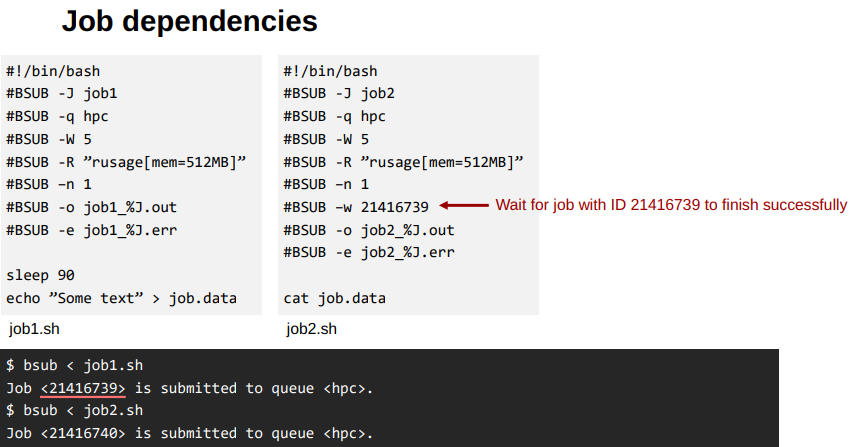 Job dependencies
#!/bin/bash
#BSUB -J job1
#BSUB -q hpc
#BSUB -W 5
#BSUB -R ”rusage[mem=512MB]”
#BSUB –n 1
#BSUB -o job1_%J.out
#BSUB -e job1_%J.err
sleep 90
echo ”Some text” > job.data
job1.sh
#!/bin/bash
#BSUB -J job2
#BSUB -q hpc
#BSUB -W 5
#BSUB -R ”rusage[mem=512MB]”
#BSUB –n 1
#BSUB –w 21416739
#BSUB -o job2_%J.out
#BSUB -e job2_%J.err
cat job.data
job2.sh
Wait for job with ID 21416739 to finish successfully
$ bsub < job1.sh
Job <21416739> is submitted to queue <hpc>.
$ bsub < job2.sh
Job <21416740> is submitted to queue <hpc>.